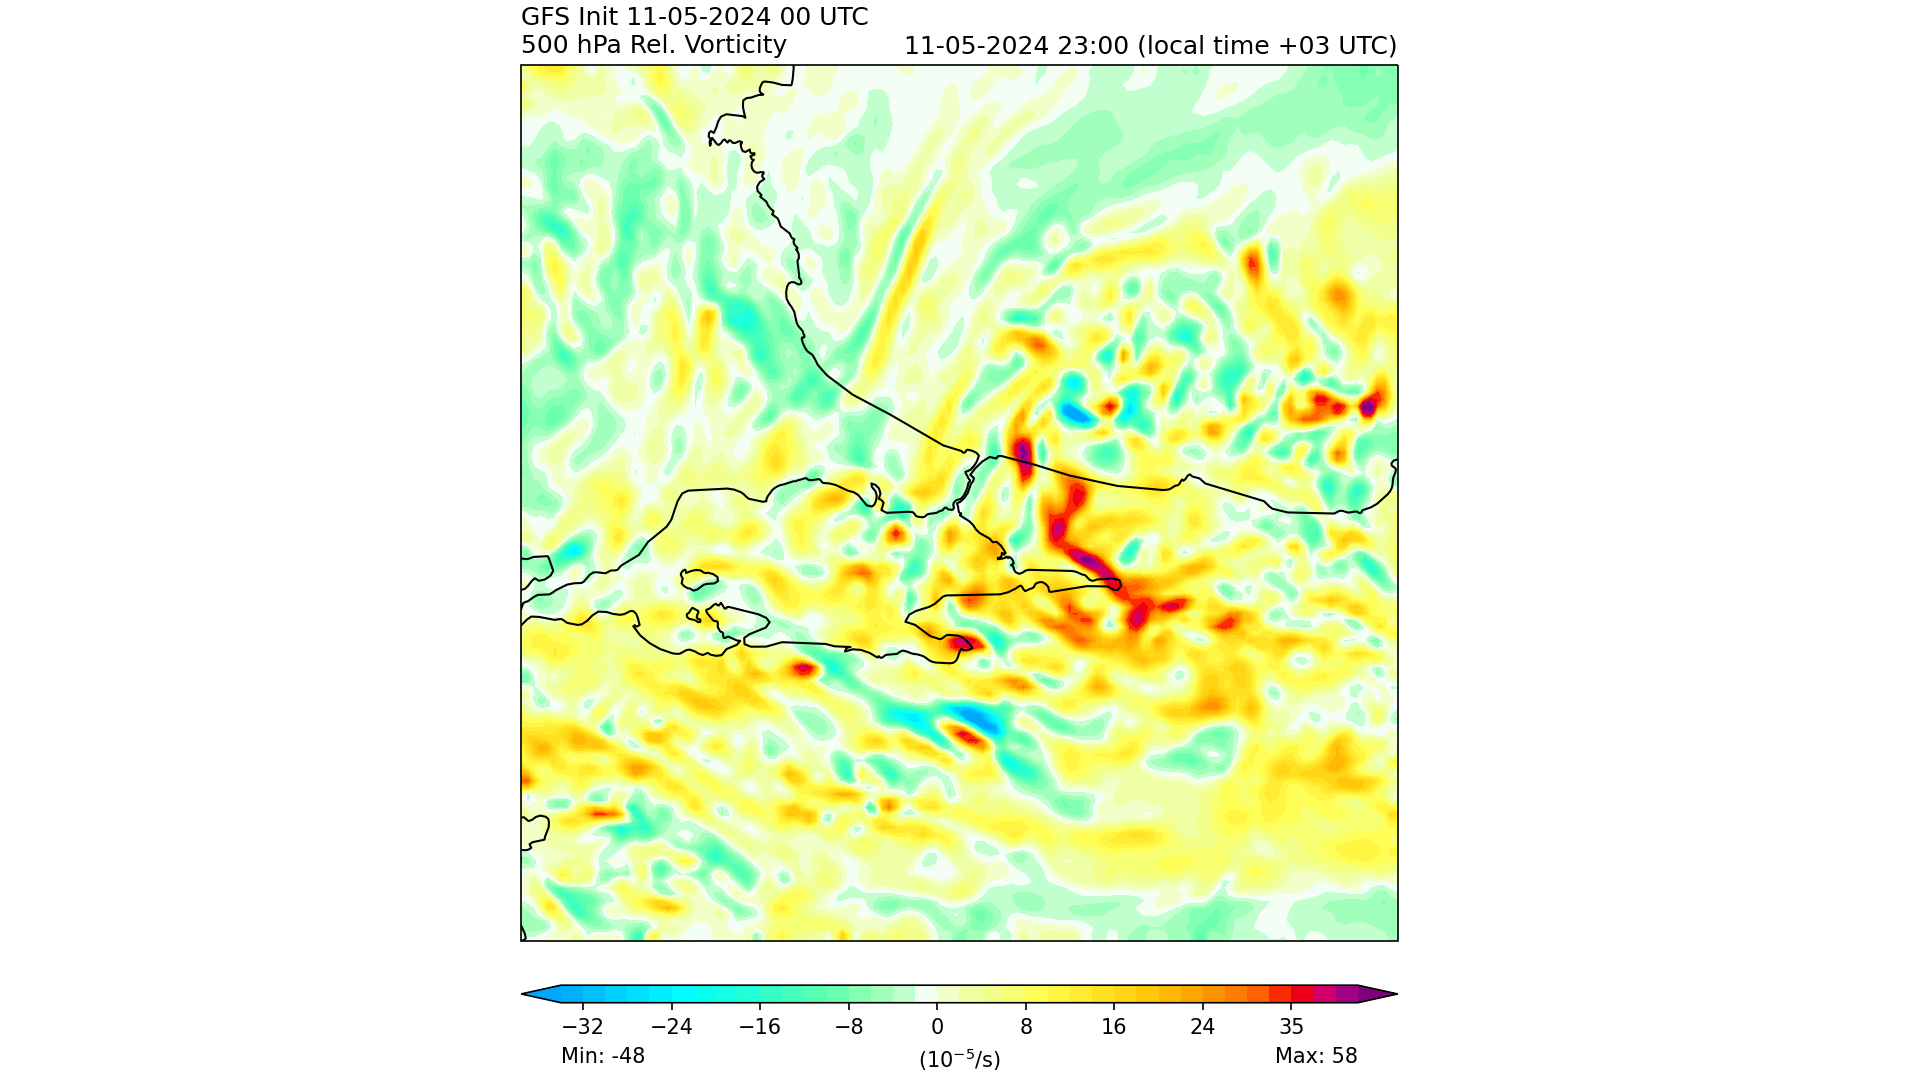 GFS Init 11-05-2024 00 UTC
500 hPa Rel. Vorticity
11-05-2024 23:00 (local time +03 UTC)
−32 −24 −16 −8 0 8 16 24 35
Min: -48
(10⁻⁵/s)
Max: 58